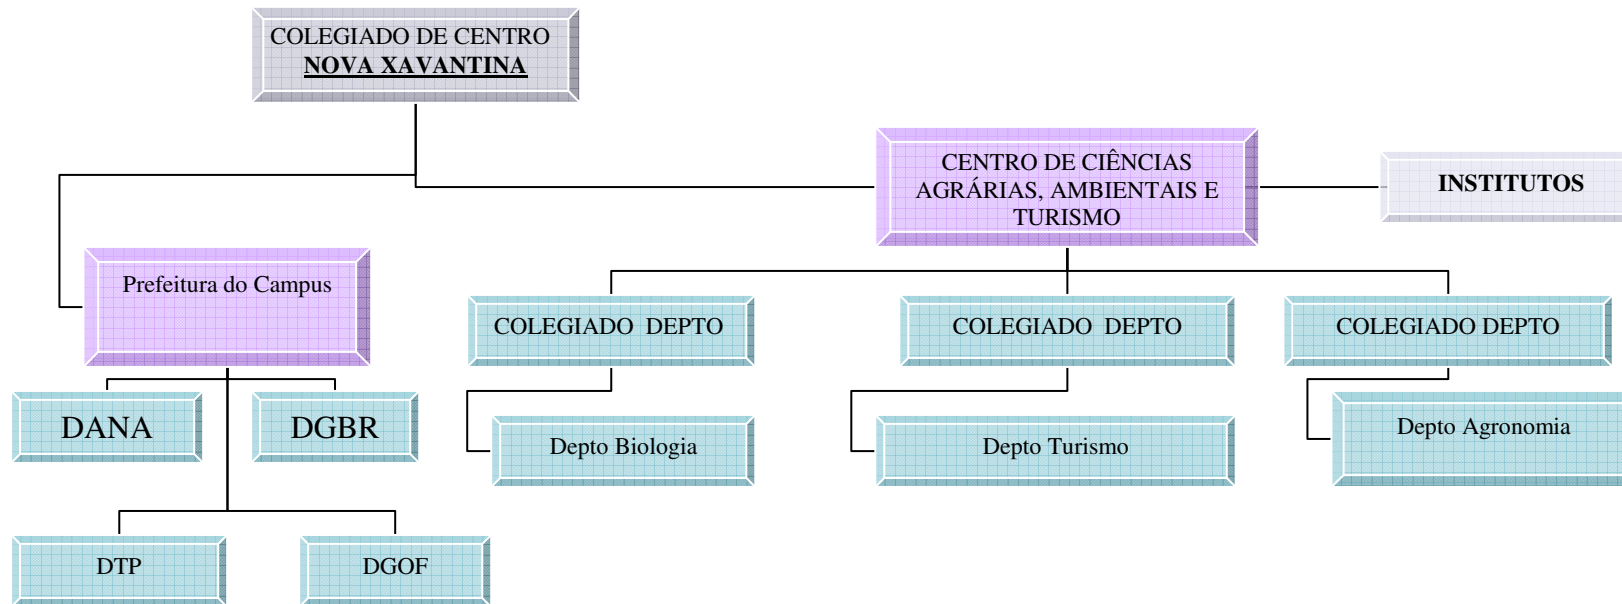 COLEGIADO DE CENTRO
NOVA XAVANTINA
CENTRO DE CIÊNCIAS
AGRÁRIAS, AMBIENTAIS E
TURISMO
INSTITUTOS
Prefeitura do Campus
COLEGIADO DEPTO
COLEGIADO DEPTO
COLEGIADO DEPTO
DANA
DGBR
Depto Biologia
Depto Turismo
Depto Agronomia
DTP
DGOF